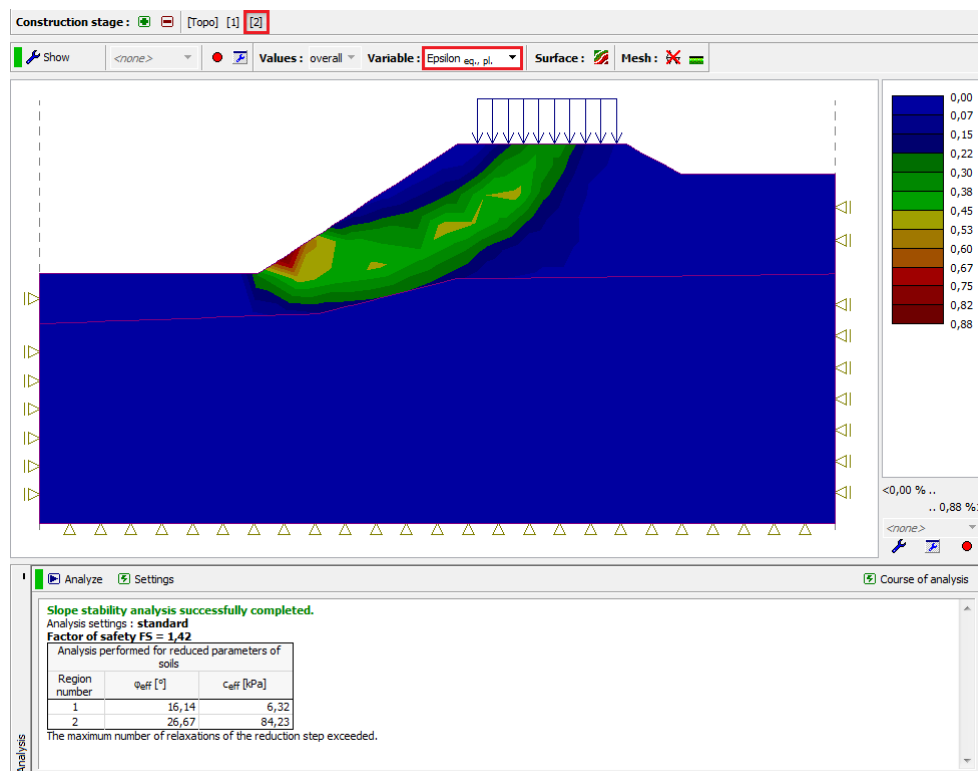 Construction stage : [Topo] [1] [2]
Show <none> Values : overall Variable : Epsilon eq., pl. Surface : Mesh :
0,00
0,07
0,15
0,22
0,30
0,38
0,45
0,53
0,60
0,67
0,75
0,82
0,88
<0,00 % ..
.. 0,88 %
<none>
Analyze Settings Course of analysis
Slope stability analysis successfully completed.
Analysis settings : standard
Factor of safety FS = 1,42
Analysis performed for reduced parameters of
soils
Region
number φeff [°] ceff [kPa]
1 16,14 6,32
2 26,67 84,23
The maximum number of relaxations of the reduction step exceeded.
Analysis